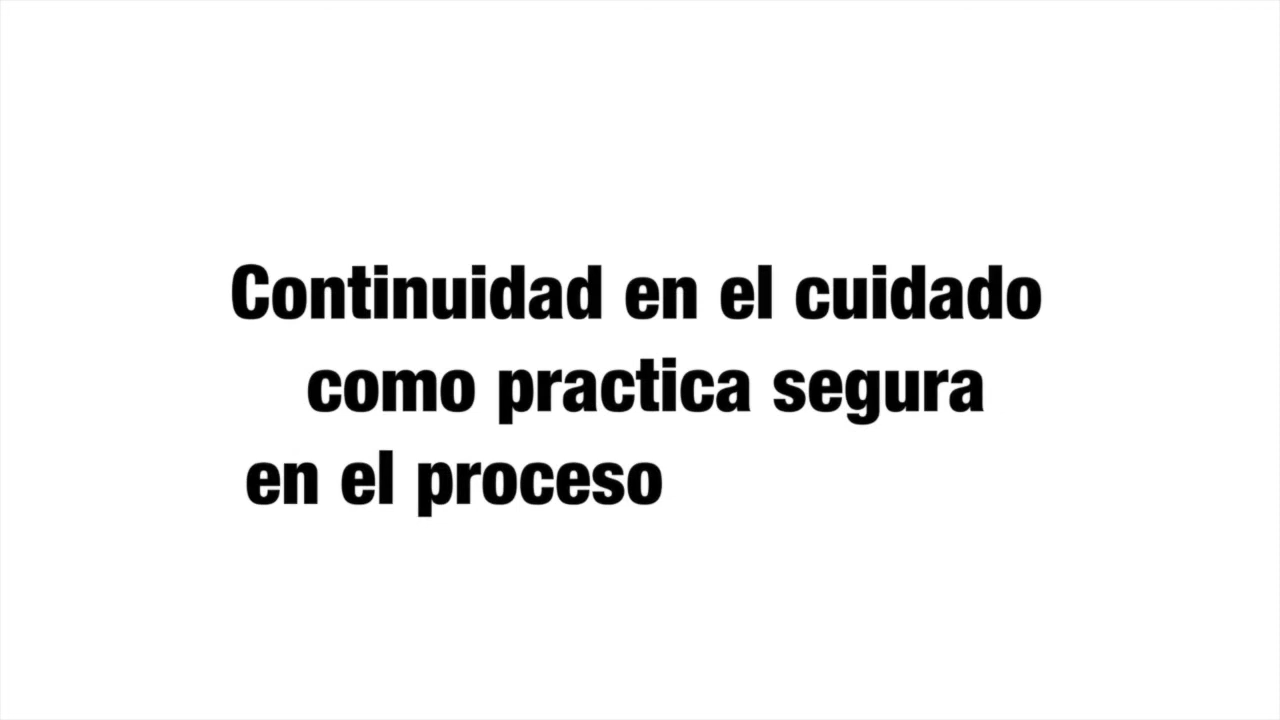 Continuidad en el cuidado
como practica segura
en el proceso